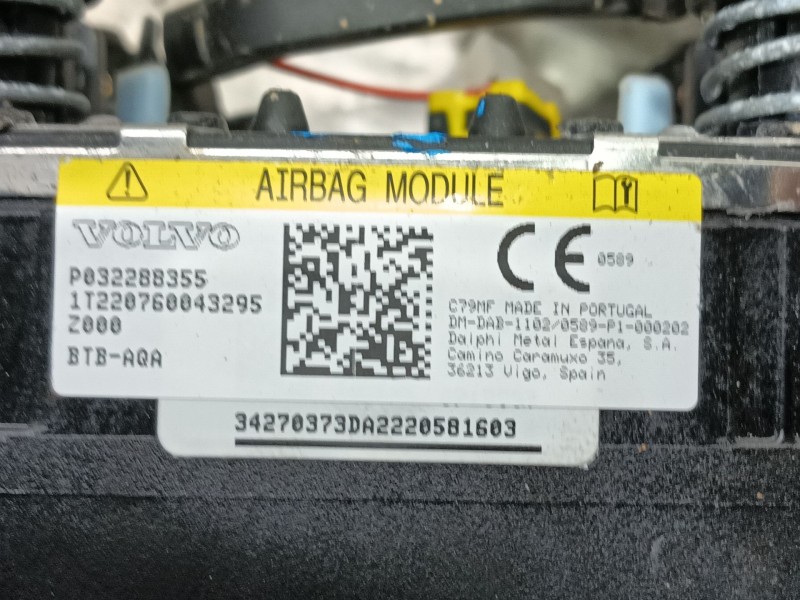 AIRBAG MODULE
VOLVO
P032288355
1T220760043295
Z000
BTB-AQA
CE 0589
C79MF MADE IN PORTUGAL
DM-DAB-1102/0589-P1-000202
Dalphi Metal Espana, S.A.
Camino Caramuxo 35,
36213 Vigo, Spain
34270373DA2220581603